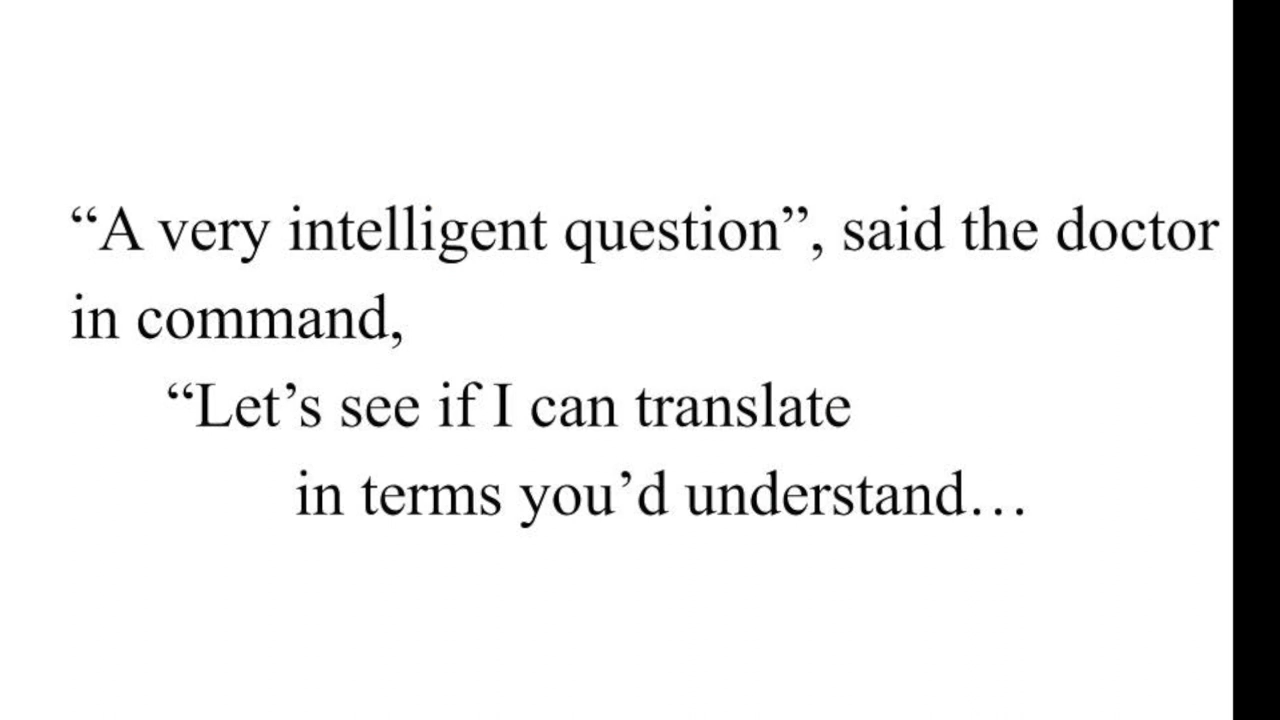 “A very intelligent question”, said the doctor
in command,
“Let’s see if I can translate
in terms you’d understand…